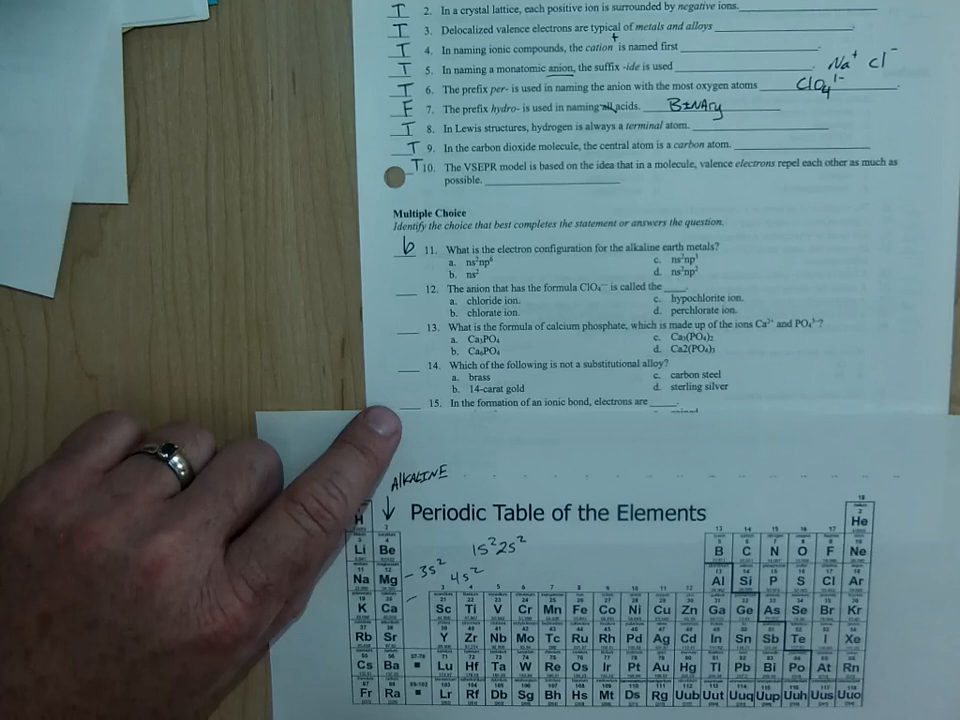 T 2. In a crystal lattice, each positive ion is surrounded by negative ions.
T 3. Delocalized valence electrons are typical of metals and alloys
T 4. In naming ionic compounds, the cation + is named first
T 5. In naming a monatomic anion, the suffix -ide is used Na⁺ Cl⁻
T 6. The prefix per- is used in naming the anion with the most oxygen atoms ClO₄¹⁻
F 7. The prefix hydro- is used in naming all acids. BINARY
T 8. In Lewis structures, hydrogen is always a terminal atom.
T 9. In the carbon dioxide molecule, the central atom is a carbon atom.
T 10. The VSEPR model is based on the idea that in a molecule, valence electrons repel each other as much as
possible.
Multiple Choice
Identify the choice that best completes the statement or answers the question.
b 11. What is the electron configuration for the alkaline earth metals?
a. ns²np⁶ c. ns²np³
b. ns² d. ns²np²
12. The anion that has the formula ClO₄⁻ is called the ____.
a. chloride ion. c. hypochlorite ion.
b. chlorate ion. d. perchlorate ion.
13. What is the formula of calcium phosphate, which is made up of the ions Ca²⁺ and PO₄³⁻?
a. Ca₃PO₄ c. Ca₃(PO₄)₂
b. Ca₆PO₄ d. Ca2(PO₄)₃
14. Which of the following is not a substitutional alloy?
a. brass c. carbon steel
b. 14-carat gold d. sterling silver
15. In the formation of an ionic bond, electrons are ____.
ALKALINE
Periodic Table of the Elements
1s²2s²
3s²
4s²
H He
Li Be B C N O F Ne
Na Mg Al Si P S Cl Ar
K Ca Sc Ti V Cr Mn Fe Co Ni Cu Zn Ga Ge As Se Br Kr
Rb Sr Y Zr Nb Mo Tc Ru Rh Pd Ag Cd In Sn Sb Te I Xe
Cs Ba 57-70 Lu Hf Ta W Re Os Ir Pt Au Hg Tl Pb Bi Po At Rn
Fr Ra 89-102 Lr Rf Db Sg Bh Hs Mt Ds Rg Uub Uut Uuq Uup Uuh Uus Uuo